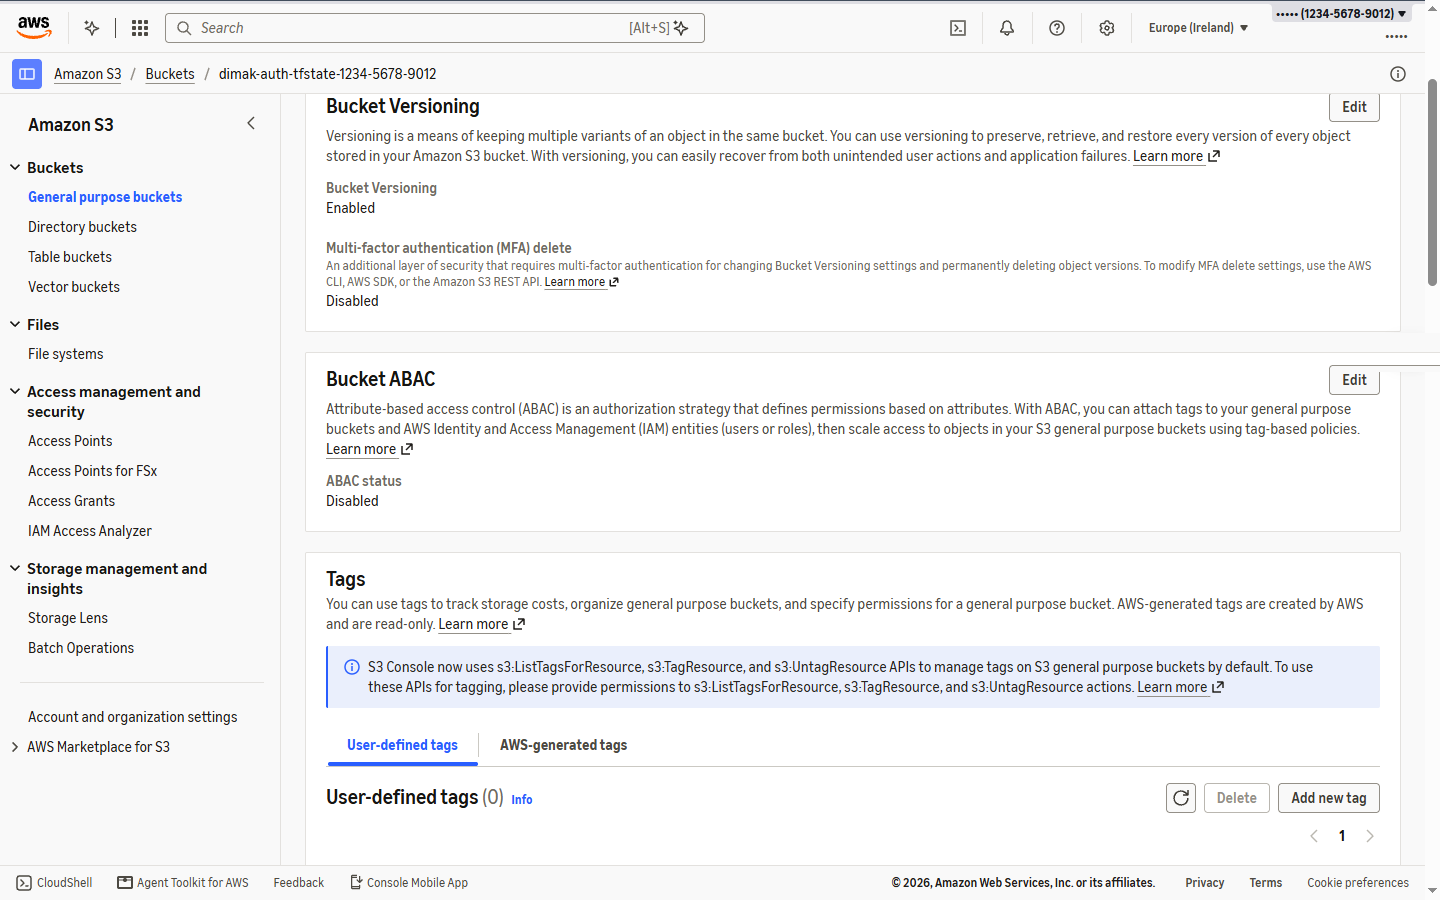 aws
Search
[Alt+S]
Europe (Ireland)
••••• (1234-5678-9012)
•••••
Amazon S3 / Buckets / dimak-auth-tfstate-1234-5678-9012
Amazon S3
Buckets
General purpose buckets
Directory buckets
Table buckets
Vector buckets
Files
File systems
Access management and
security
Access Points
Access Points for FSx
Access Grants
IAM Access Analyzer
Storage management and
insights
Storage Lens
Batch Operations
Account and organization settings
AWS Marketplace for S3
Bucket Versioning
Edit
Versioning is a means of keeping multiple variants of an object in the same bucket. You can use versioning to preserve, retrieve, and restore every version of every object
stored in your Amazon S3 bucket. With versioning, you can easily recover from both unintended user actions and application failures. Learn more
Bucket Versioning
Enabled
Multi-factor authentication (MFA) delete
An additional layer of security that requires multi-factor authentication for changing Bucket Versioning settings and permanently deleting object versions. To modify MFA delete settings, use the AWS
CLI, AWS SDK, or the Amazon S3 REST API. Learn more
Disabled
Bucket ABAC
Edit
Attribute-based access control (ABAC) is an authorization strategy that defines permissions based on attributes. With ABAC, you can attach tags to your general purpose
buckets and AWS Identity and Access Management (IAM) entities (users or roles), then scale access to objects in your S3 general purpose buckets using tag-based policies.
Learn more
ABAC status
Disabled
Tags
You can use tags to track storage costs, organize general purpose buckets, and specify permissions for a general purpose bucket. AWS-generated tags are created by AWS
and are read-only. Learn more
S3 Console now uses s3:ListTagsForResource, s3:TagResource, and s3:UntagResource APIs to manage tags on S3 general purpose buckets by default. To use
these APIs for tagging, please provide permissions to s3:ListTagsForResource, s3:TagResource, and s3:UntagResource actions. Learn more
User-defined tags
AWS-generated tags
User-defined tags (0) Info
Delete
Add new tag
1
CloudShell
Agent Toolkit for AWS
Feedback
Console Mobile App
© 2026, Amazon Web Services, Inc. or its affiliates.
Privacy
Terms
Cookie preferences